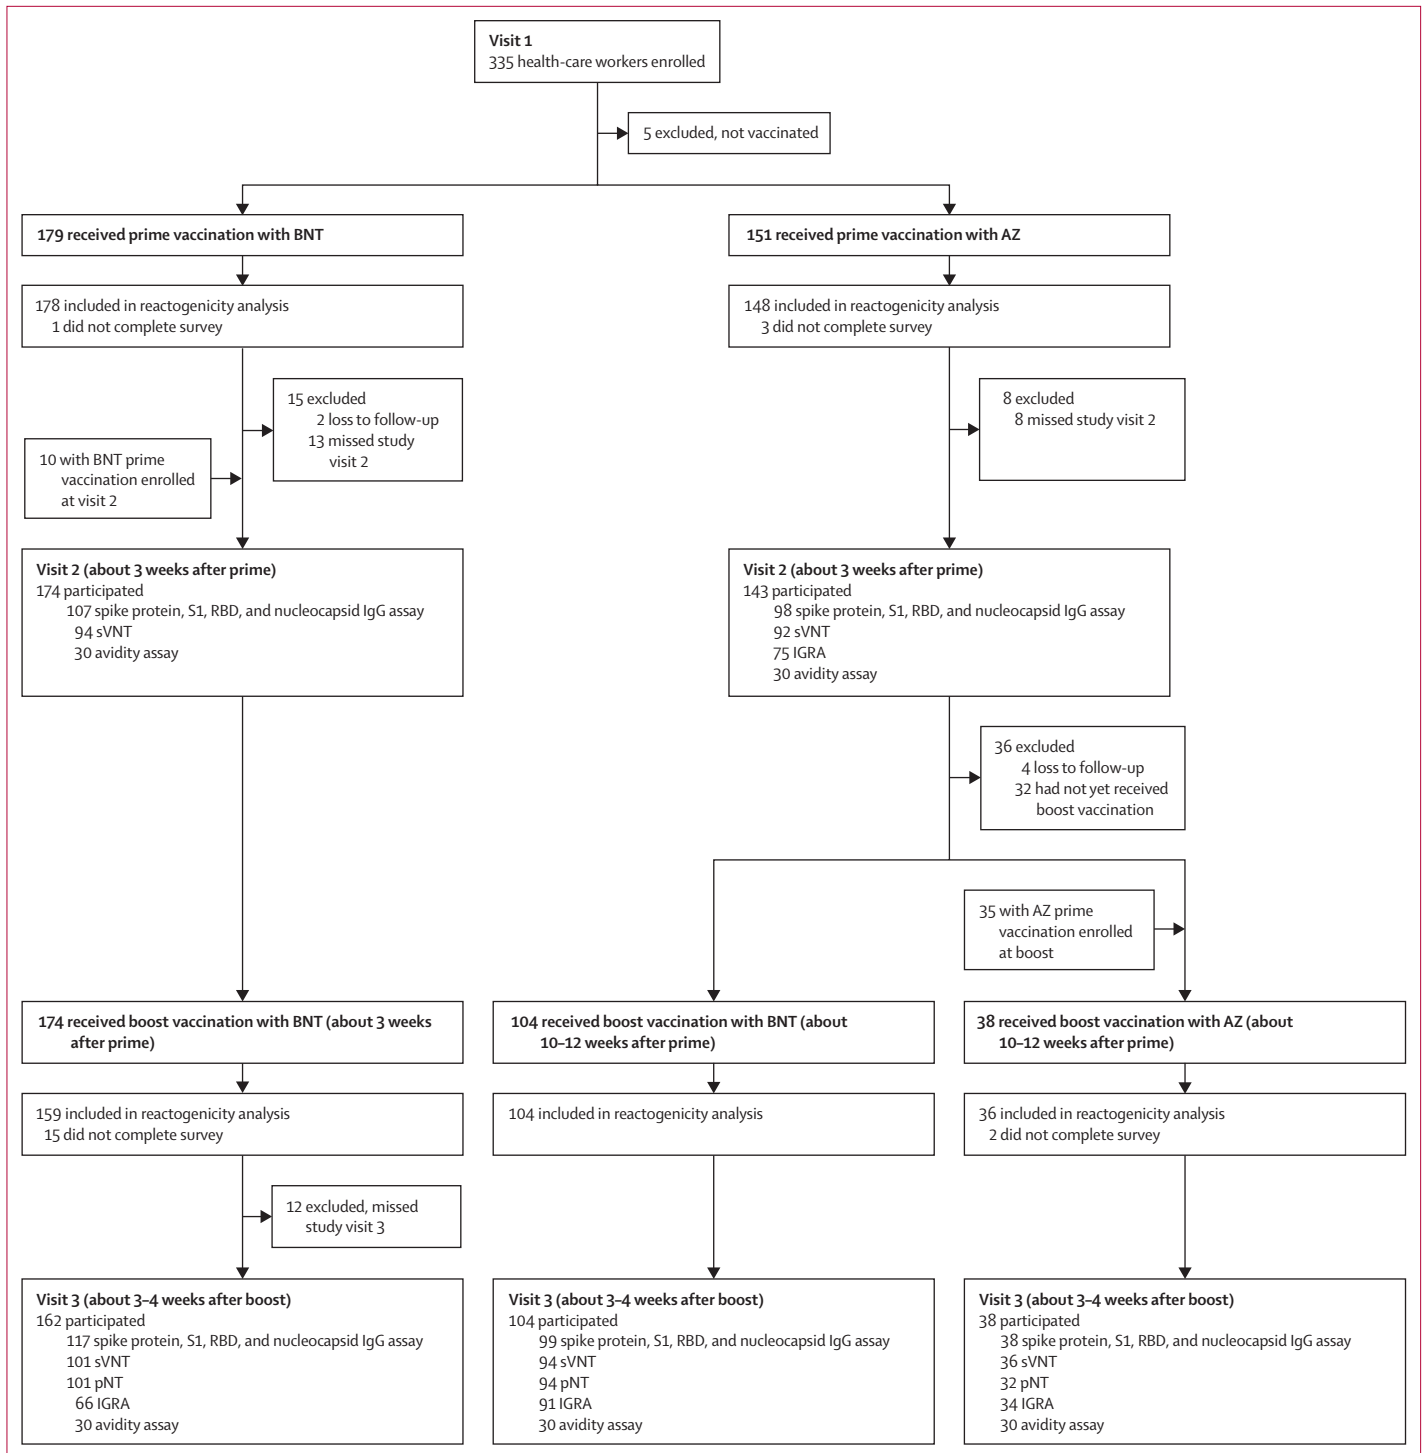 Visit 1
335 health-care workers enrolled
5 excluded, not vaccinated
179 received prime vaccination with BNT
151 received prime vaccination with AZ
178 included in reactogenicity analysis
1 did not complete survey
148 included in reactogenicity analysis
3 did not complete survey
15 excluded
2 loss to follow-up
13 missed study
visit 2
8 excluded
8 missed study visit 2
10 with BNT prime
vaccination enrolled
at visit 2
Visit 2 (about 3 weeks after prime)
174 participated
107 spike protein, S1, RBD, and nucleocapsid IgG assay
94 sVNT
30 avidity assay
Visit 2 (about 3 weeks after prime)
143 participated
98 spike protein, S1, RBD, and nucleocapsid IgG assay
92 sVNT
75 IGRA
30 avidity assay
36 excluded
4 loss to follow-up
32 had not yet received
boost vaccination
35 with AZ prime
vaccination enrolled
at boost
174 received boost vaccination with BNT (about 3 weeks
after prime)
104 received boost vaccination with BNT (about
10–12 weeks after prime)
38 received boost vaccination with AZ (about
10–12 weeks after prime)
159 included in reactogenicity analysis
15 did not complete survey
104 included in reactogenicity analysis
36 included in reactogenicity analysis
2 did not complete survey
12 excluded, missed
study visit 3
Visit 3 (about 3–4 weeks after boost)
162 participated
117 spike protein, S1, RBD, and nucleocapsid IgG assay
101 sVNT
101 pNT
66 IGRA
30 avidity assay
Visit 3 (about 3–4 weeks after boost)
104 participated
99 spike protein, S1, RBD, and nucleocapsid IgG assay
94 sVNT
94 pNT
91 IGRA
30 avidity assay
Visit 3 (about 3–4 weeks after boost)
38 participated
38 spike protein, S1, RBD, and nucleocapsid IgG assay
36 sVNT
32 pNT
34 IGRA
30 avidity assay